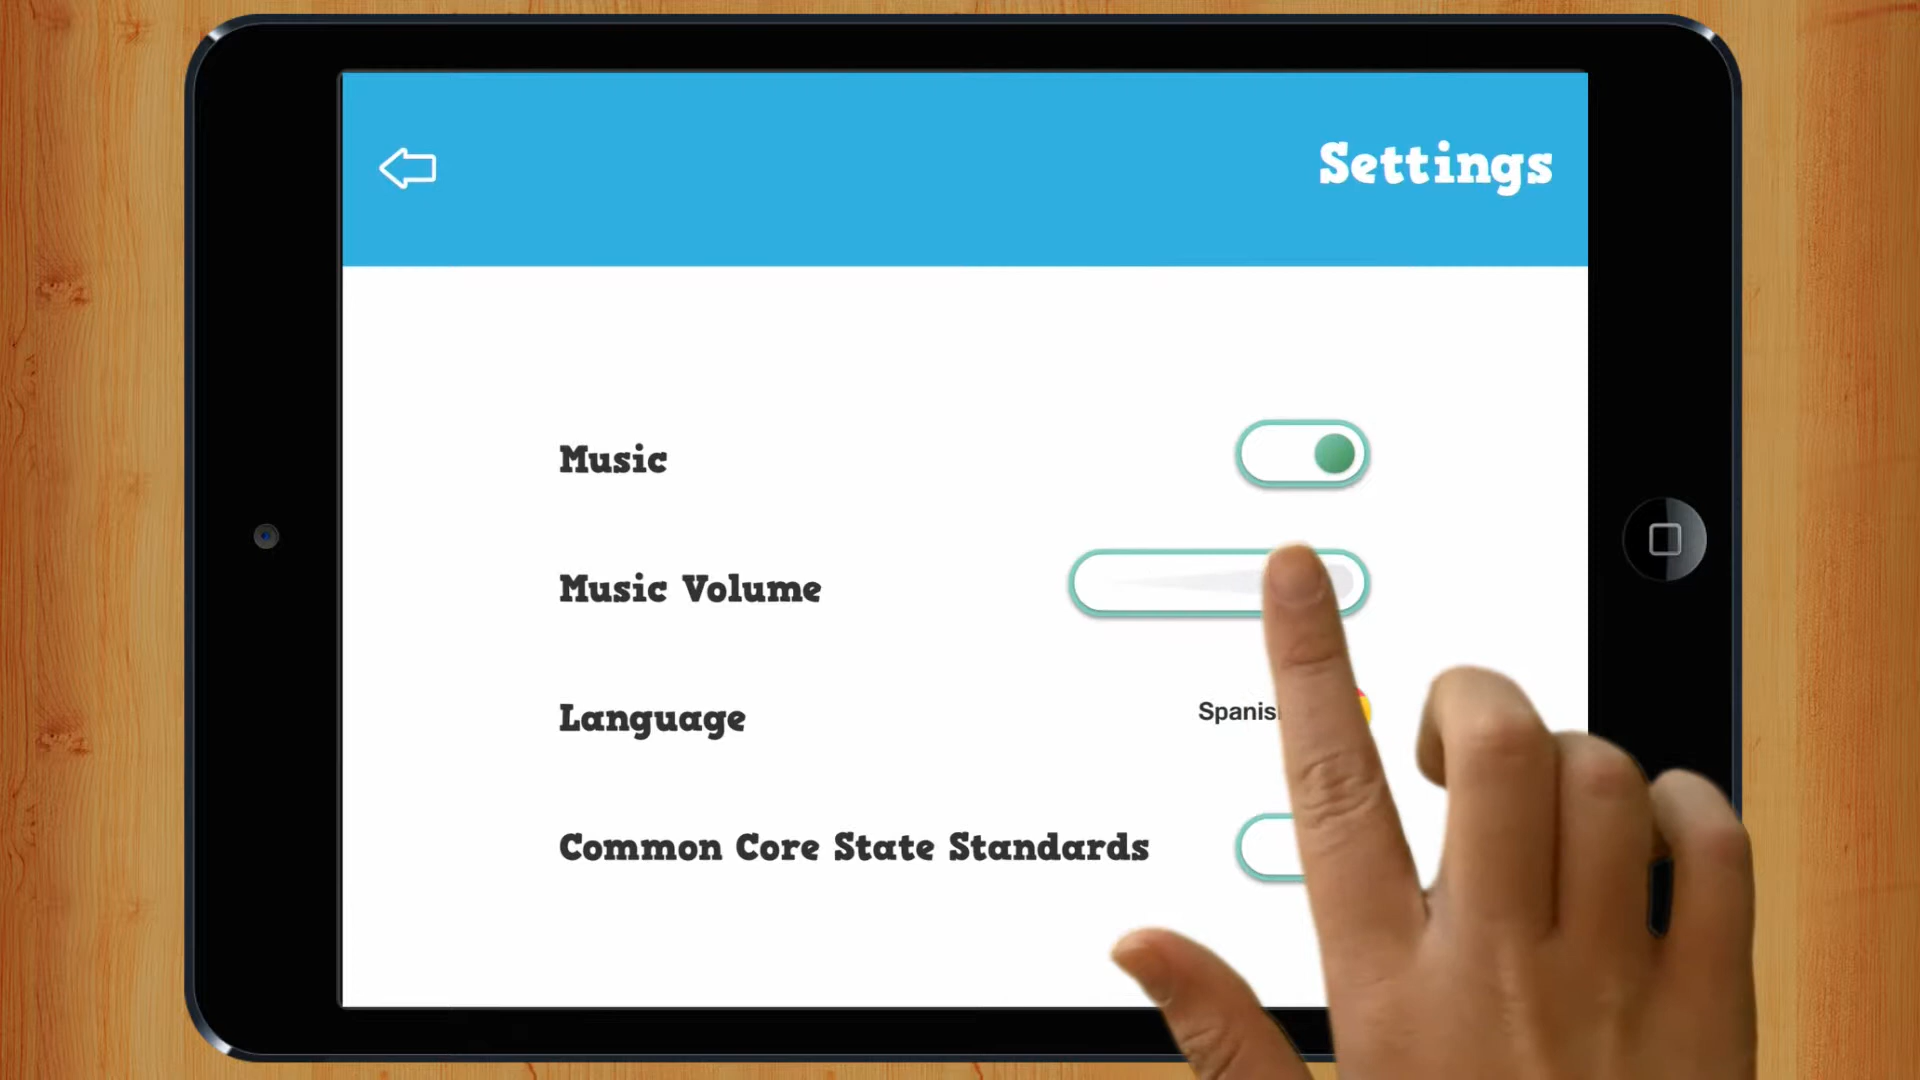 Settings
Music
Music Volume
Language
Common Core State Standards